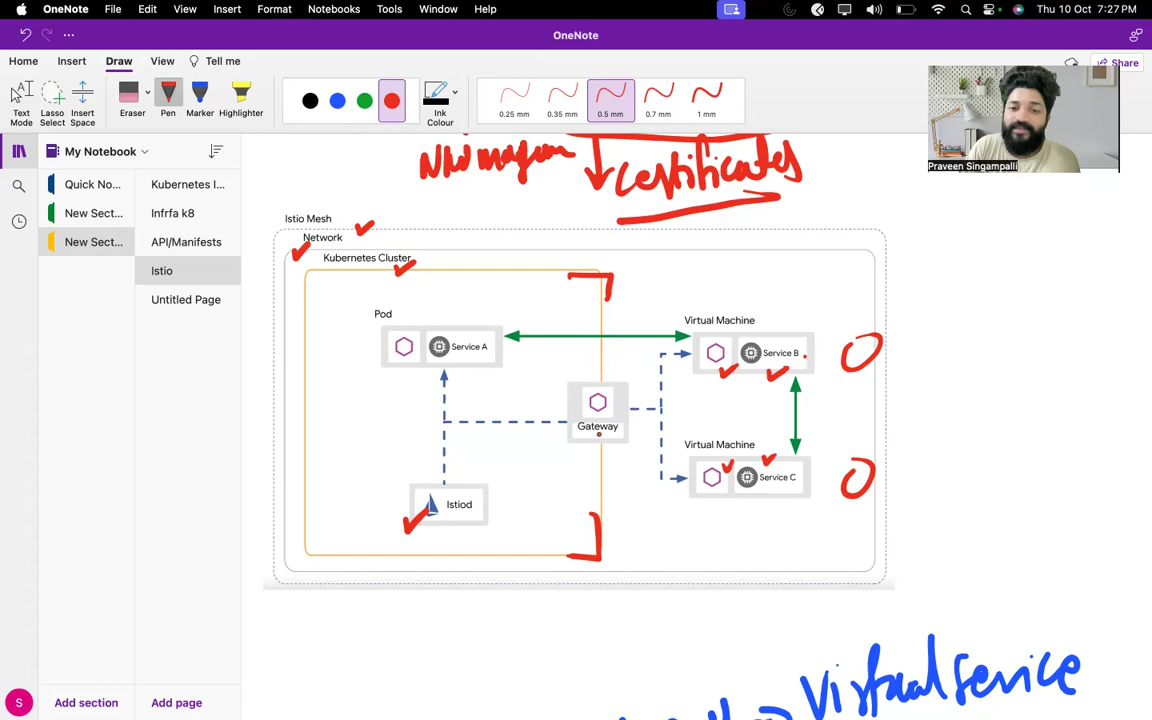 OneNote File Edit View Insert Format Notebooks Tools Window Help Thu 10 Oct 7:27 PM
OneNote
Home Insert Draw View Tell me Share
Text Mode
Lasso Select
Insert Space
Eraser
Pen
Marker
Highlighter
Ink Colour
0.25 mm 0.35 mm 0.5 mm 0.7 mm 1 mm
Praveen Singampalli
My Notebook
Quick No...
New Sect...
New Sect...
Kubernetes I...
Infrfa k8
API/Manifests
Istio
Untitled Page
certificates
Istio Mesh
Network
Kubernetes Cluster
Pod
Service A
Virtual Machine
Service B
Gateway
Virtual Machine
Service C
Istiod
Virtual service
S
Add section
Add page